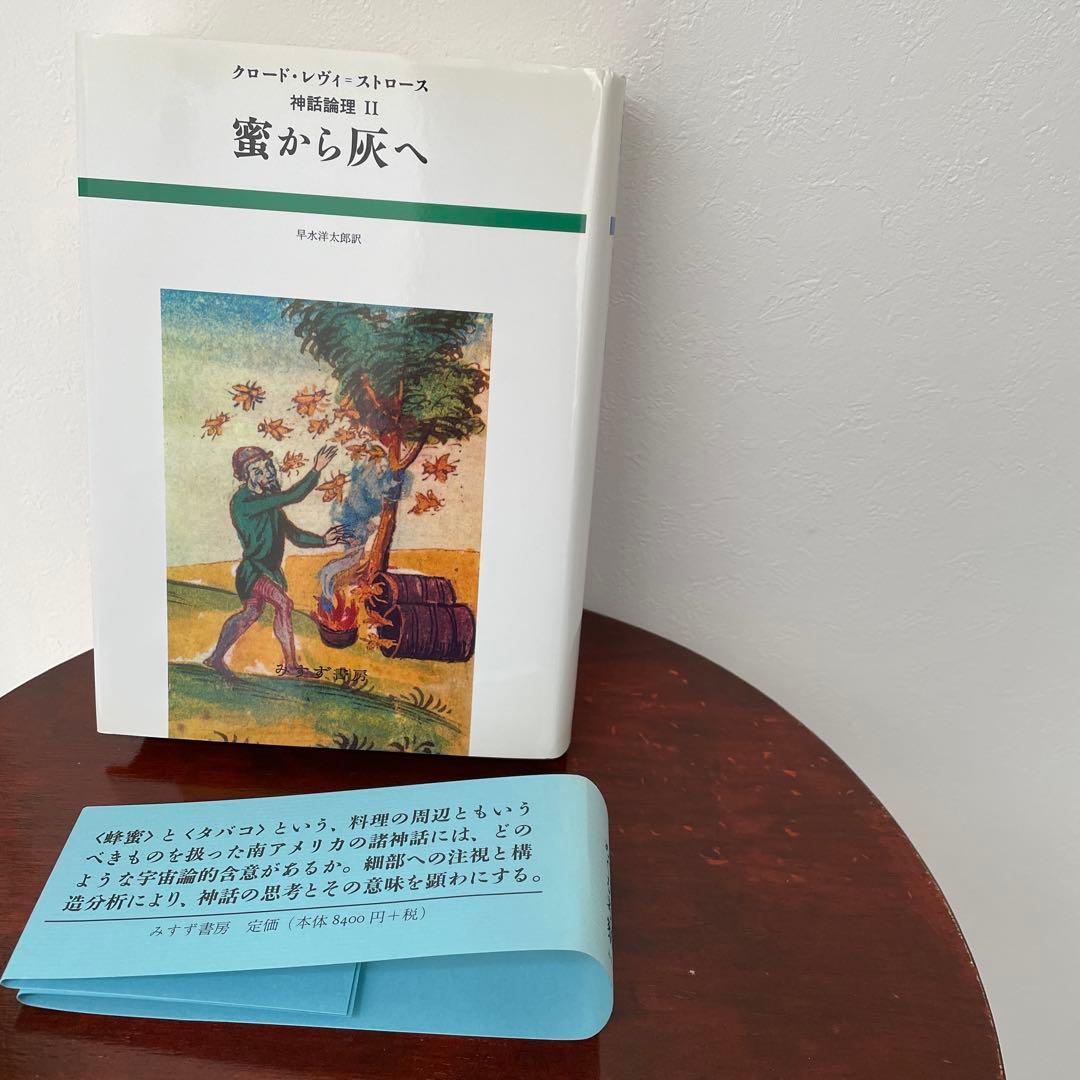 クロード・レヴィ=ストロース
神話論理 II
蜜から灰へ
早水洋太郎訳
みすず書房
〈蜂蜜〉と〈タバコ〉という、料理の周辺ともいう
べきものを扱った南アメリカの諸神話には、どの
ような宇宙論的含意があるか。細部への注視と構
造分析により、神話の思考とその意味を顕わにする。
みすず書房 定価（本体 8400 円＋税）